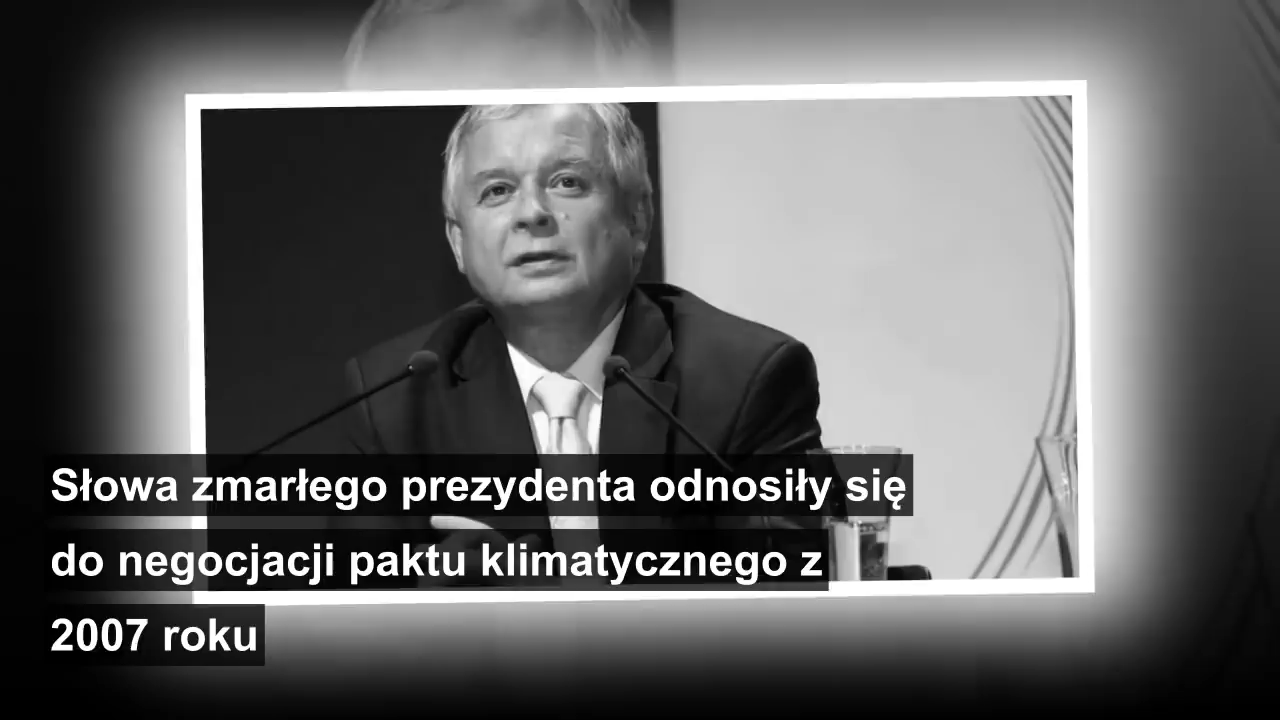 Słowa zmarłego prezydenta odnosiły się
do negocjacji paktu klimatycznego z
2007 roku